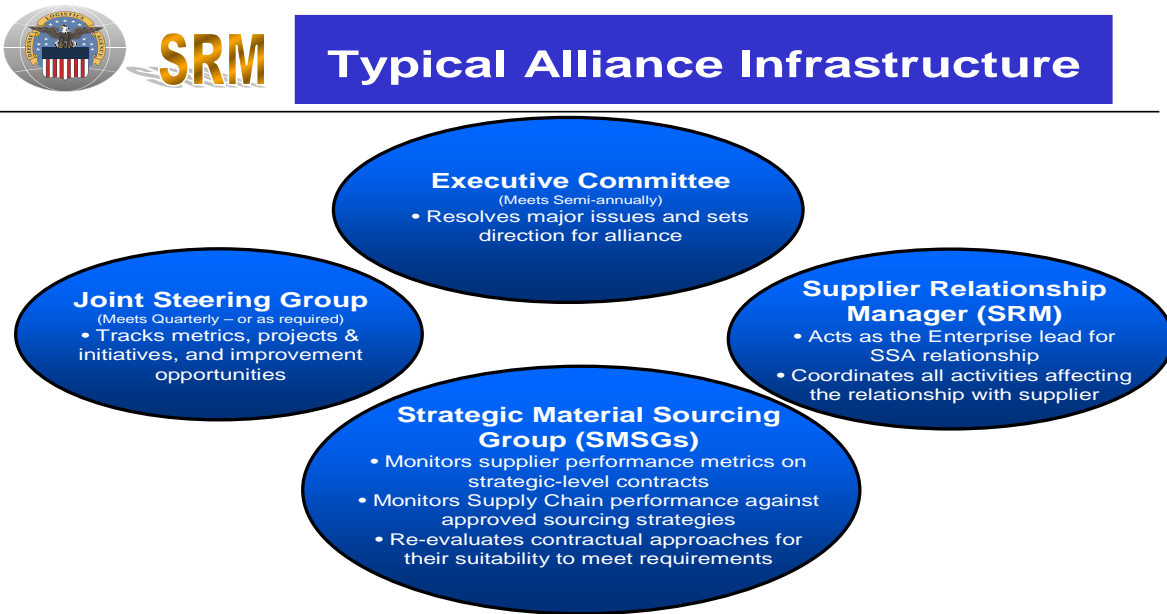 DEFENSE LOGISTICS AGENCY
SRM
Typical Alliance Infrastructure
Executive Committee
(Meets Semi-annually)
• Resolves major issues and sets
direction for alliance
Joint Steering Group
(Meets Quarterly – or as required)
• Tracks metrics, projects &
initiatives, and improvement
opportunities
Supplier Relationship
Manager (SRM)
• Acts as the Enterprise lead for
SSA relationship
• Coordinates all activities affecting
the relationship with supplier
Strategic Material Sourcing
Group (SMSGs)
• Monitors supplier performance metrics on
strategic-level contracts
• Monitors Supply Chain performance against
approved sourcing strategies
• Re-evaluates contractual approaches for
their suitability to meet requirements